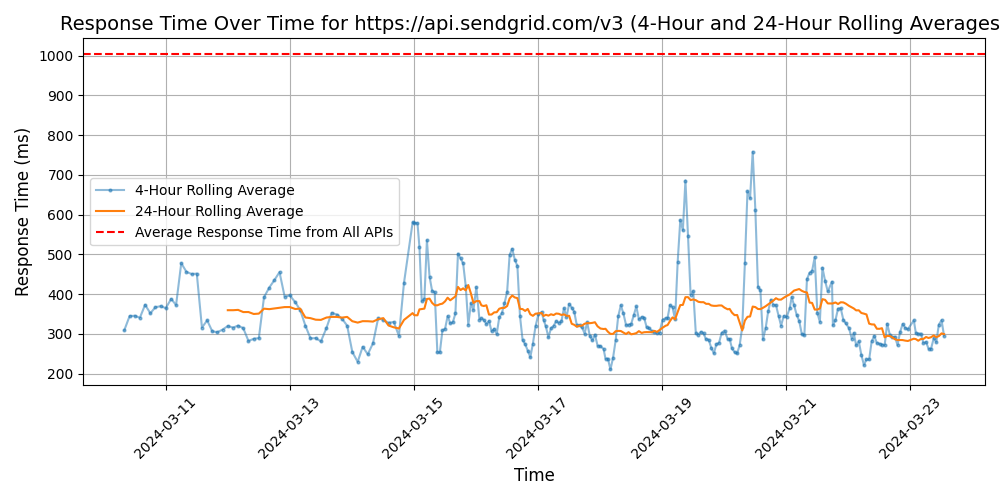 Response Time Over Time for https://api.sendgrid.com/v3 (4-Hour and 24-Hour Rolling Averages
Response Time (ms)
1000
900
800
700
600
500
400
300
200
4-Hour Rolling Average
24-Hour Rolling Average
Average Response Time from All APIs
2024-03-11
2024-03-13
2024-03-15
2024-03-17
2024-03-19
2024-03-21
2024-03-23
Time